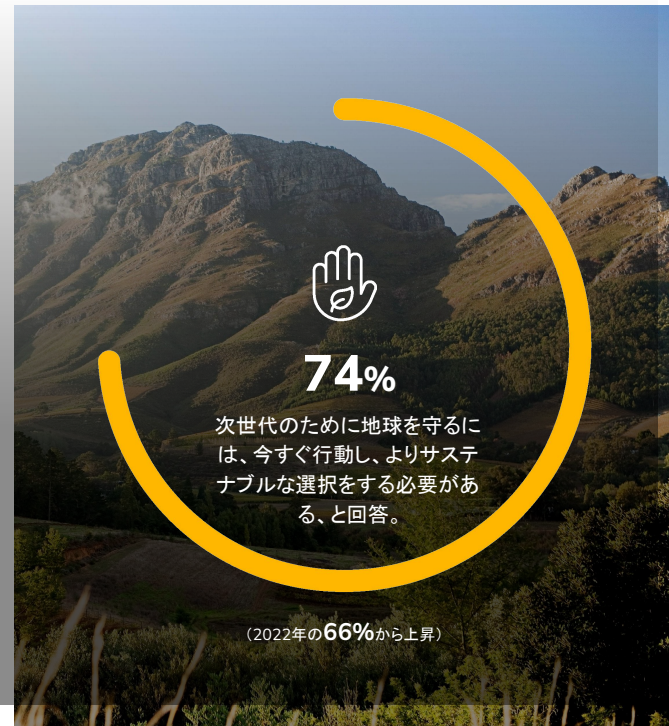 74%
次世代のために地球を守るに
は、今すぐ行動し、よりサステ
ナブルな選択をする必要があ
る、と回答。
（2022年の66%から上昇）